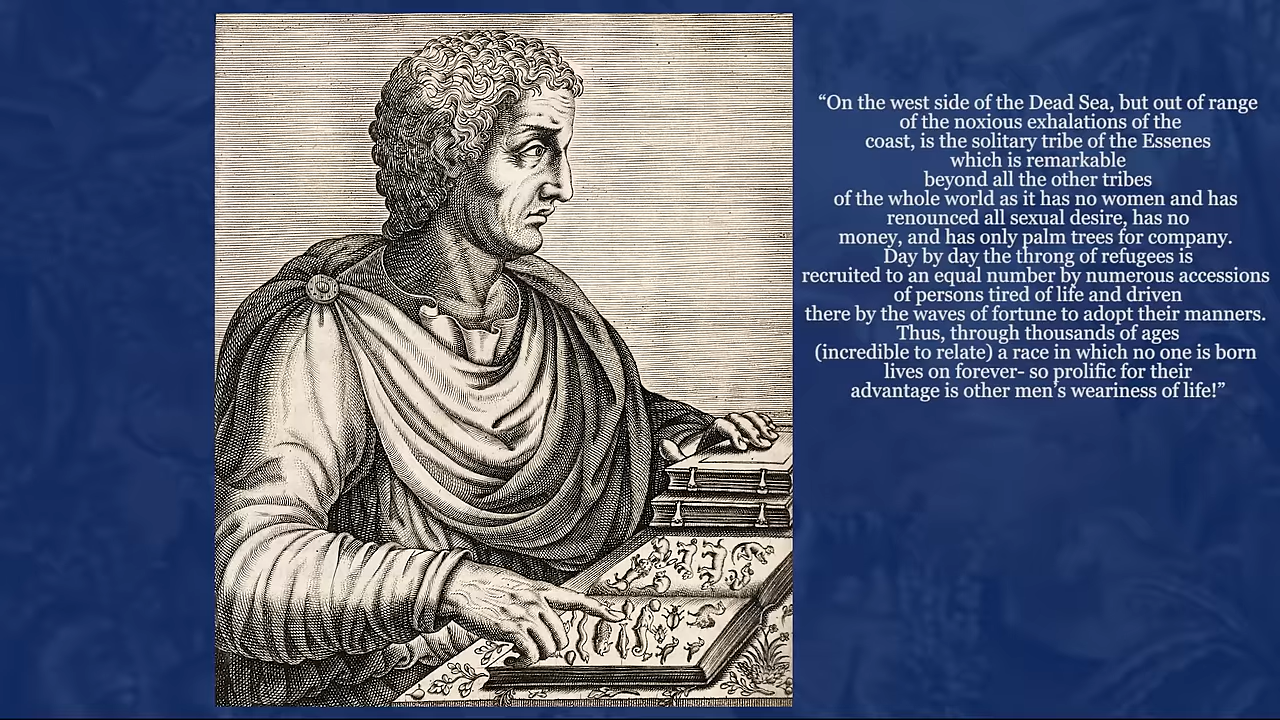 “On the west side of the Dead Sea, but out of range
of the noxious exhalations of the
coast, is the solitary tribe of the Essenes
which is remarkable
beyond all the other tribes
of the whole world as it has no women and has
renounced all sexual desire, has no
money, and has only palm trees for company.
Day by day the throng of refugees is
recruited to an equal number by numerous accessions
of persons tired of life and driven
there by the waves of fortune to adopt their manners.
Thus, through thousands of ages
(incredible to relate) a race in which no one is born
lives on forever- so prolific for their
advantage is other men’s weariness of life!”